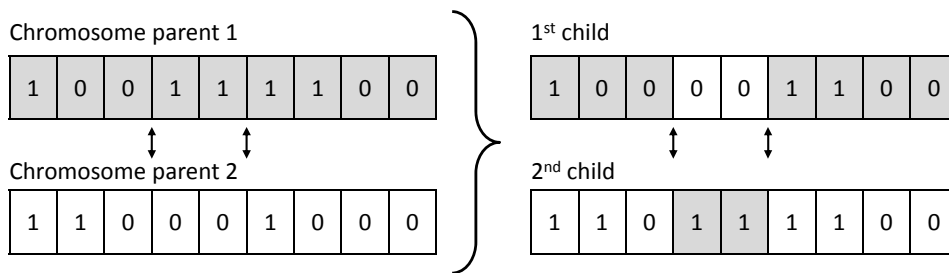 Chromosome parent 1
1 0 0 1 1 1 1 0 0
Chromosome parent 2
1 1 0 0 0 1 0 0 0
1st child
1 0 0 0 0 1 1 0 0
2nd child
1 1 0 1 1 1 1 0 0